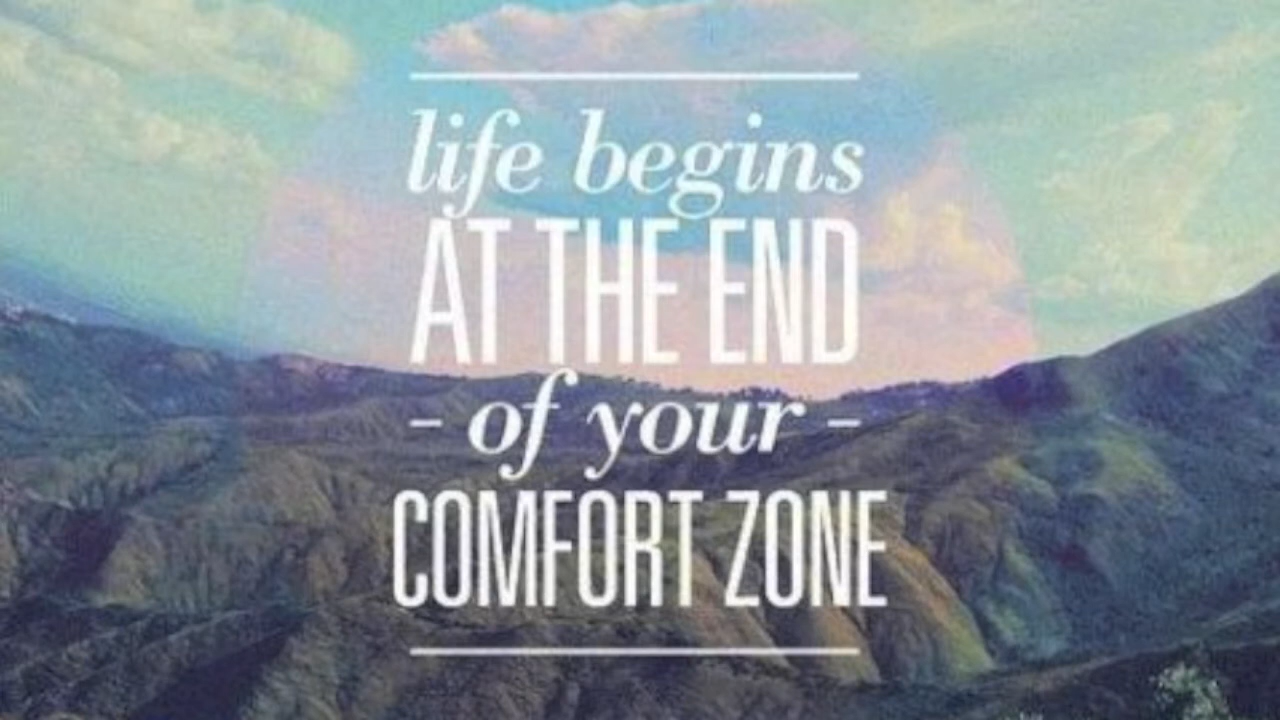 life begins
AT THE END
- of your -
COMFORT ZONE